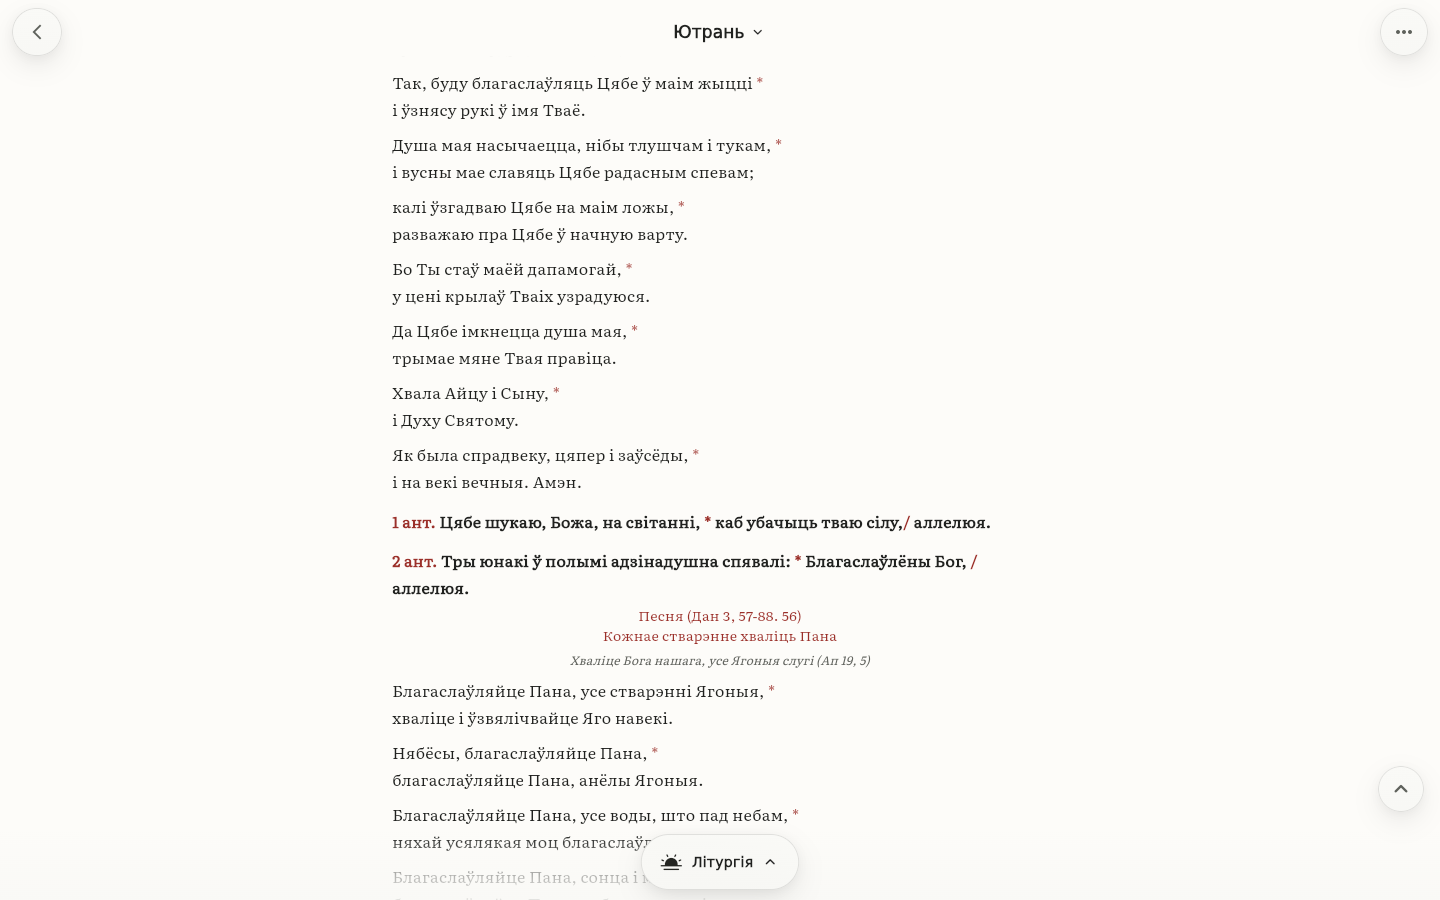 Ютрань
Так, буду благаслаўляць Цябе ў маім жыцці *
і ўзнясу рукі ў імя Тваё.
Душа мая насычаецца, нібы тлушчам і тукам, *
і вусны мае славяць Цябе радасным спевам;
калі ўзгадваю Цябе на маім ложы, *
разважаю пра Цябе ў начную варту.
Бо Ты стаў маёй дапамогай, *
у цені крылаў Тваіх узрадуюся.
Да Цябе імкнецца душа мая, *
трымае мяне Твая правіца.
Хвала Айцу і Сыну, *
і Духу Святому.
Як была спрадвеку, цяпер і заўсёды, *
і на векі вечныя. Амэн.
1 ант. Цябе шукаю, Божа, на світанні, * каб убачыць тваю сілу,/ аллелюя.
2 ант. Тры юнакі ў полымі адзінадушна спявалі: * Благаслаўлёны Бог, /
аллелюя.
Песня (Дан 3, 57-88. 56)
Кожнае стварэнне хваліць Пана
Хваліце Бога нашага, усе Ягоныя слугі (Ап 19, 5)
Благаслаўляйце Пана, усе стварэнні Ягоныя, *
хваліце і ўзвялічвайце Яго навекі.
Нябёсы, благаслаўляйце Пана, *
благаслаўляйце Пана, анёлы Ягоныя.
Благаслаўляйце Пана, усе воды, што пад небам, *
няхай усялякая моц
Літургія
Благаслаўляйце Пана, сонца і